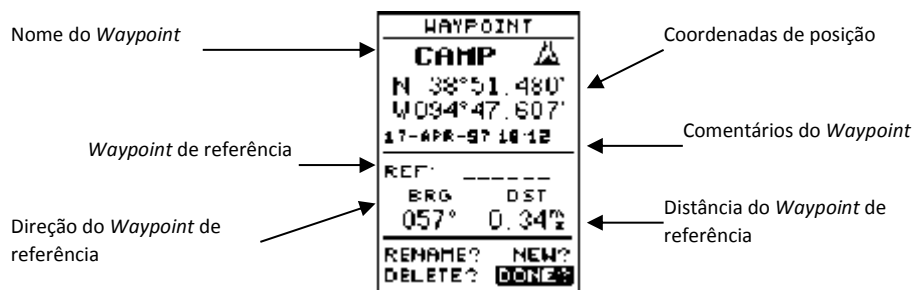 Nome do Waypoint
Waypoint de referência
Direção do Waypoint de
referência
WAYPOINT
CAMP
N 38°51.480'
W094°47.607'
17-APR-97 18:12
REF: ______
BRG DST
057° 0.34
RENAME? NEW?
DELETE? DONE?
Coordenadas de posição
Comentários do Waypoint
Distância do Waypoint de
referência